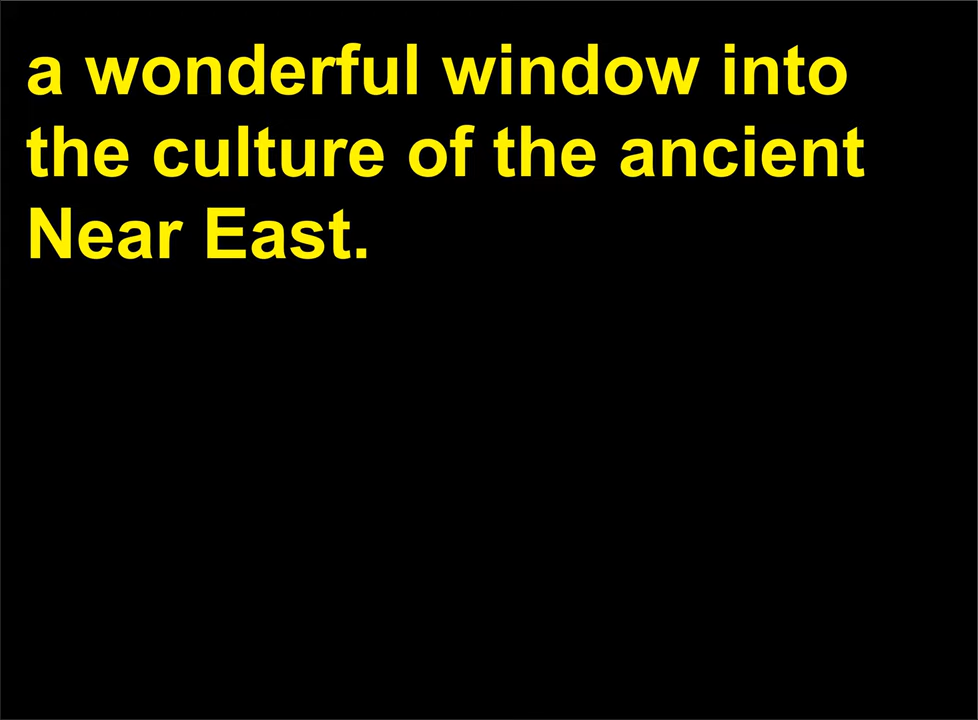 a wonderful window into
the culture of the ancient
Near East.